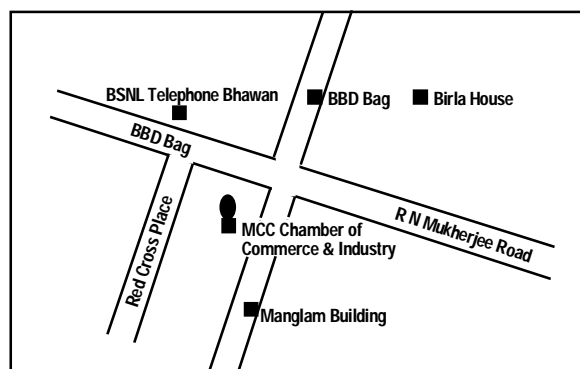 BSNL Telephone Bhawan
BBD Bag
Birla House
BBD Bag
Red Cross Place
R N Mukherjee Road
MCC Chamber of
Commerce & Industry
Manglam Building